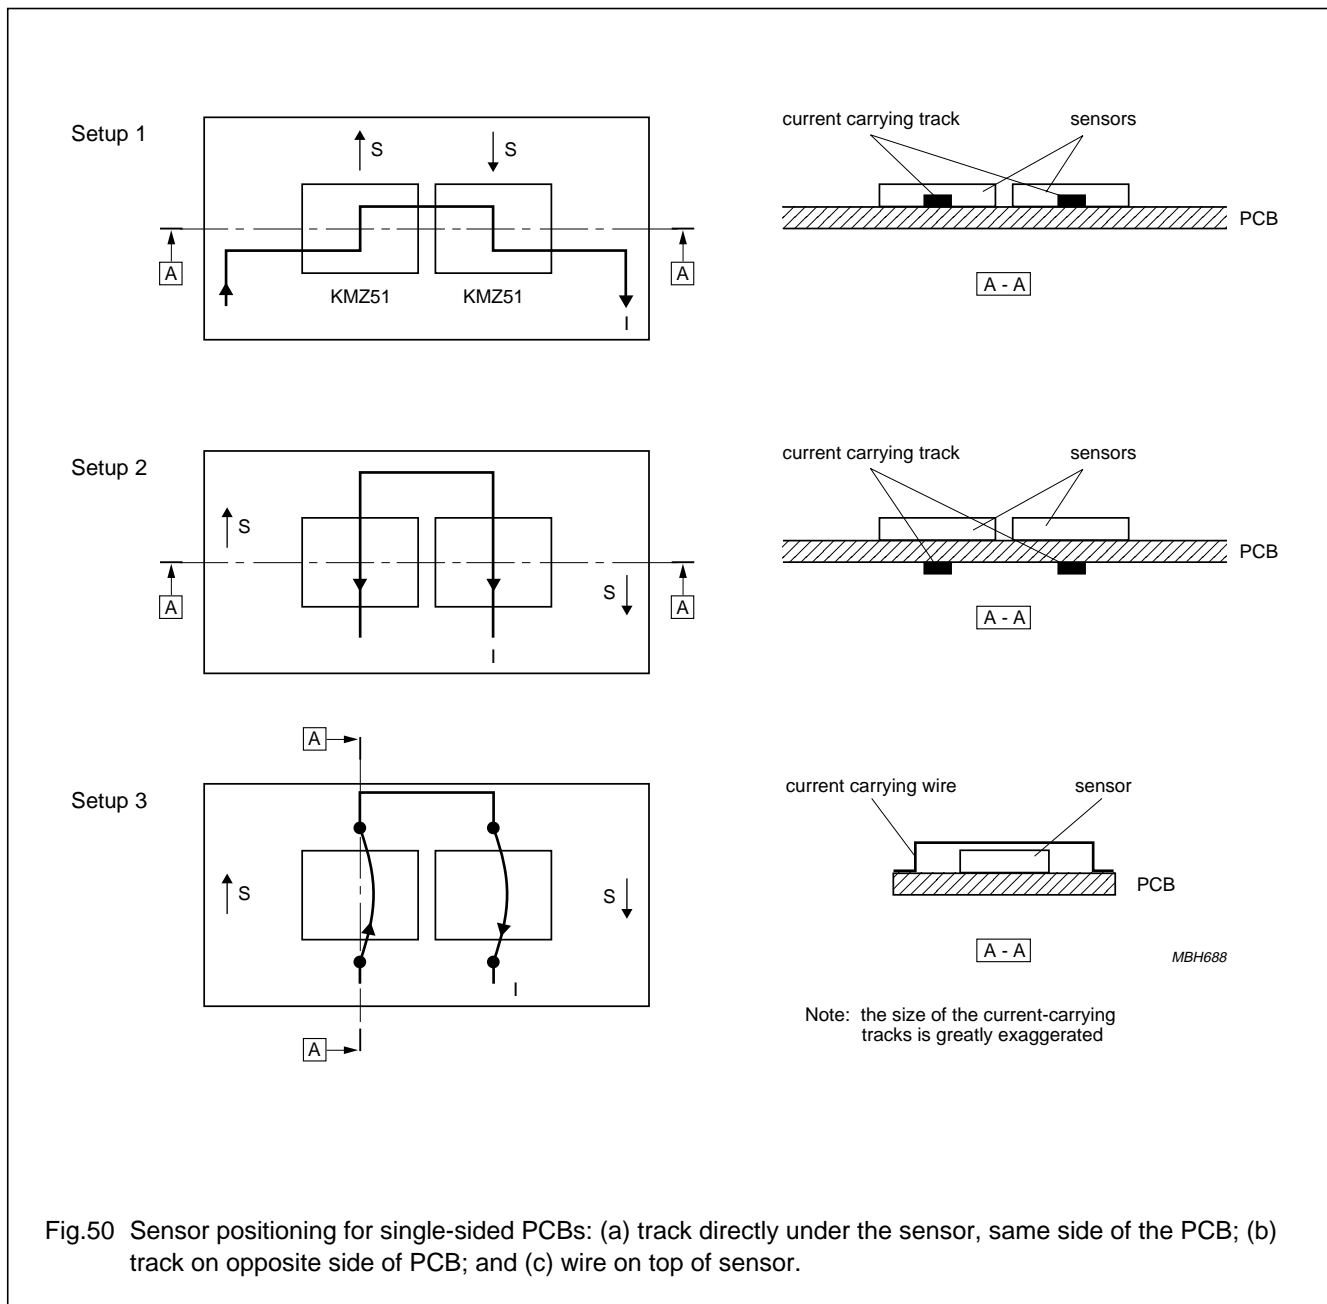 Setup 1
S
S
current carrying track
sensors
PCB
A
A
KMZ51
KMZ51
I
A - A
Setup 2
current carrying track
sensors
S
PCB
A
A
S
I
A - A
A
Setup 3
current carrying wire
sensor
S
S
PCB
I
A - A
MBH688
Note: the size of the current-carrying
tracks is greatly exaggerated
A
Fig.50 Sensor positioning for single-sided PCBs: (a) track directly under the sensor, same side of the PCB; (b)
track on opposite side of PCB; and (c) wire on top of sensor.